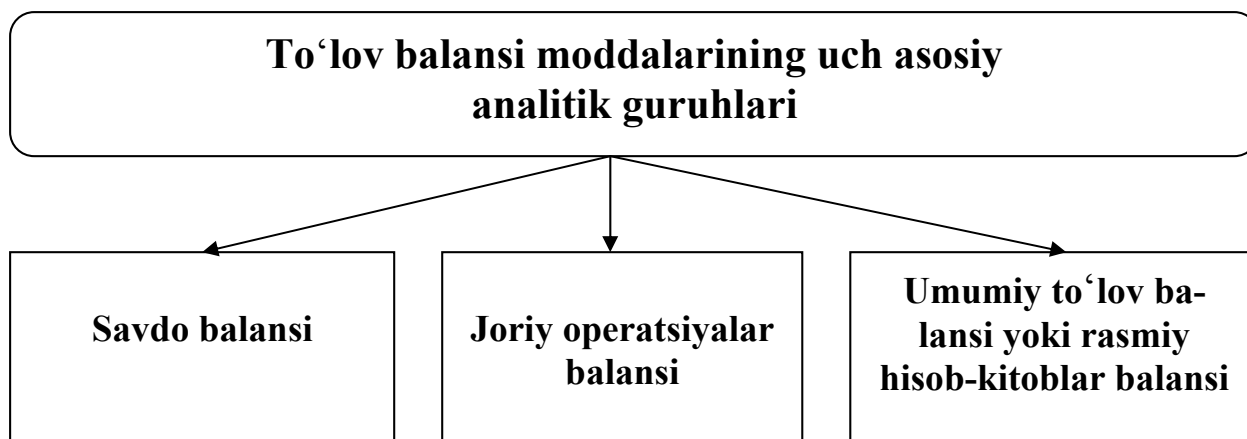 To‘lov balansi moddalarining uch asosiy
analitik guruhlari
Savdo balansi
Joriy operatsiyalar
balansi
Umumiy to‘lov ba-
lansi yoki rasmiy
hisob-kitoblar balansi